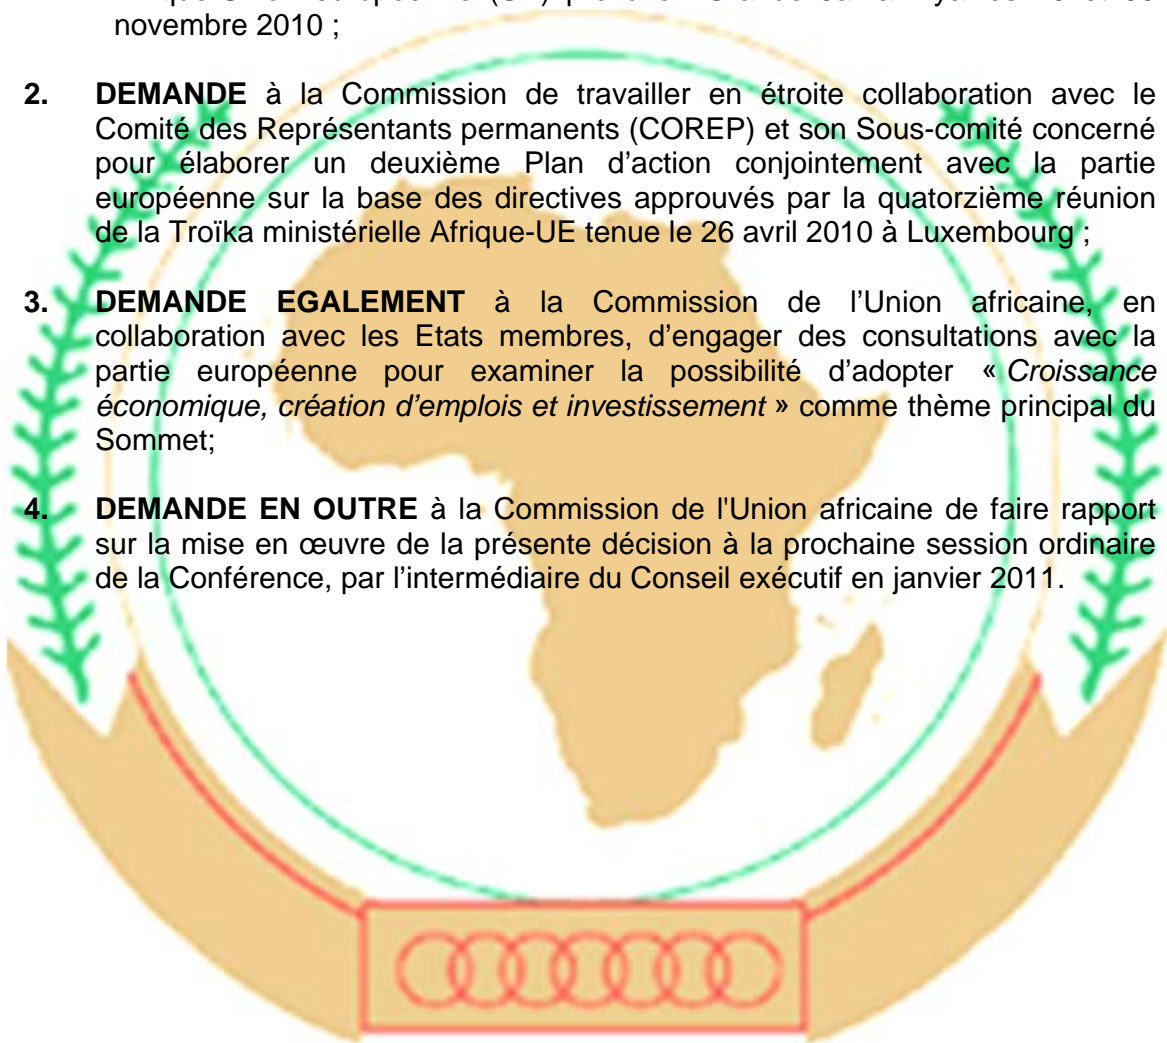 novembre 2010 ;
2. DEMANDE à la Commission de travailler en étroite collaboration avec le
Comité des Représentants permanents (COREP) et son Sous-comité concerné
pour élaborer un deuxième Plan d’action conjointement avec la partie
européenne sur la base des directives approuvés par la quatorzième réunion
de la Troïka ministérielle Afrique-UE tenue le 26 avril 2010 à Luxembourg ;
3. DEMANDE EGALEMENT à la Commission de l’Union africaine, en
collaboration avec les Etats membres, d’engager des consultations avec la
partie européenne pour examiner la possibilité d’adopter « Croissance
économique, création d’emplois et investissement » comme thème principal du
Sommet;
4. DEMANDE EN OUTRE à la Commission de l'Union africaine de faire rapport
sur la mise en œuvre de la présente décision à la prochaine session ordinaire
de la Conférence, par l’intermédiaire du Conseil exécutif en janvier 2011.